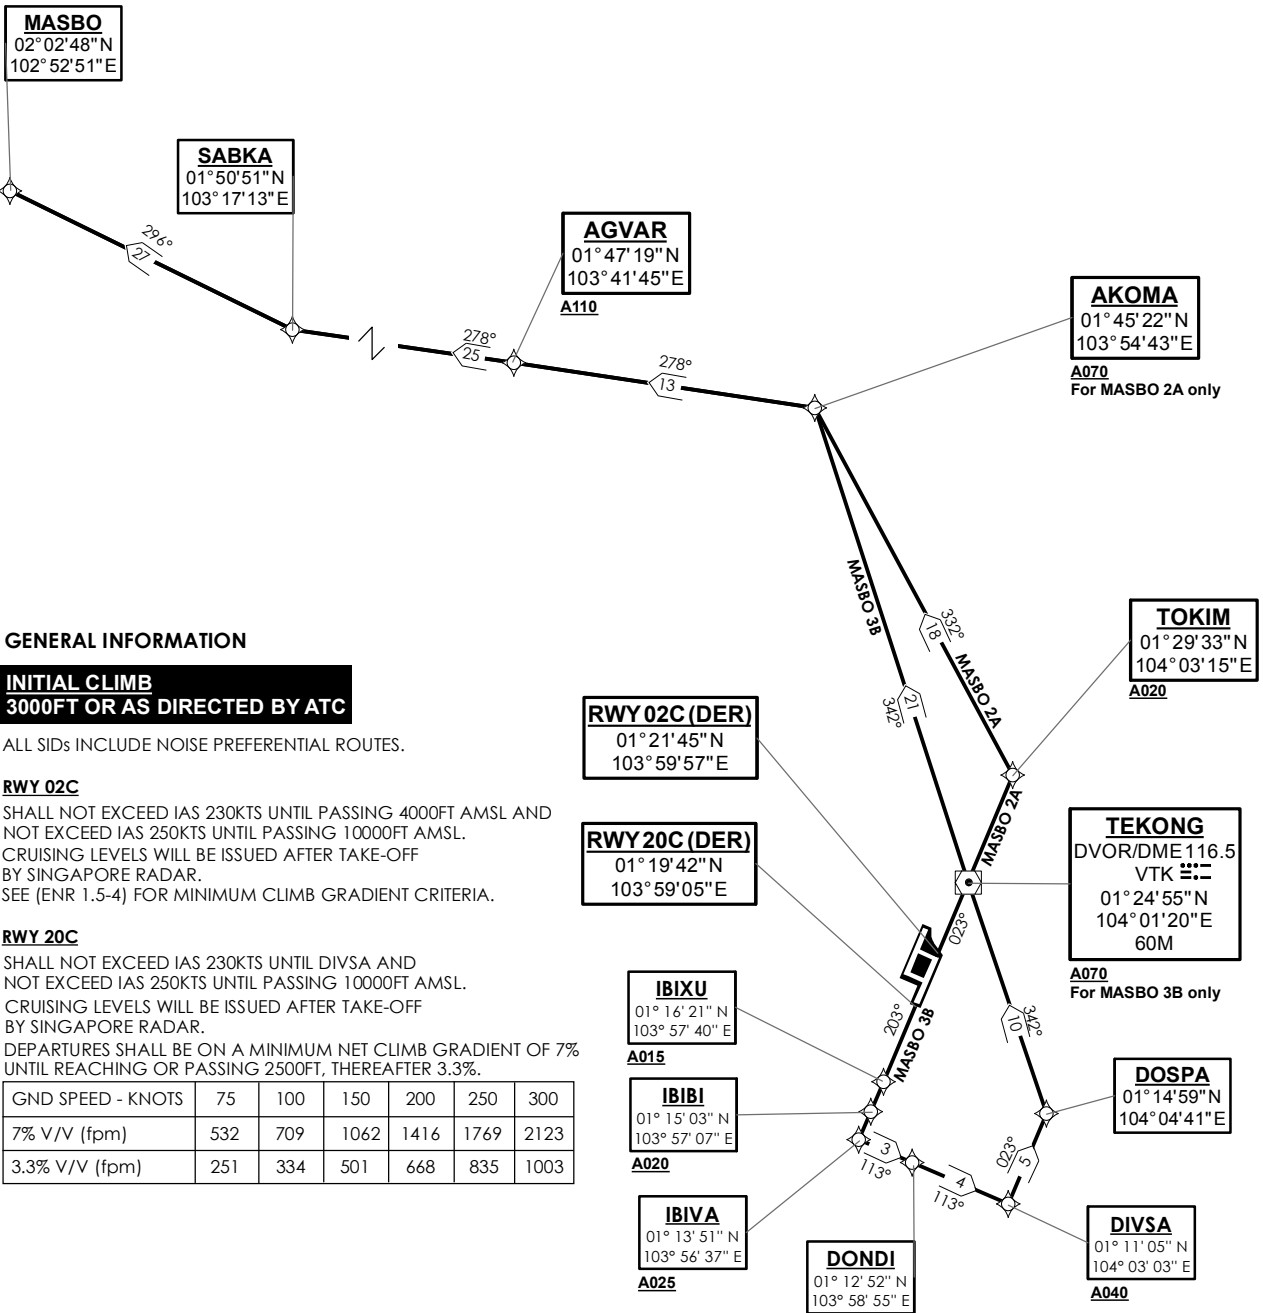 MASBO
02°02'48"N
102°52'51"E
SABKA
01°50'51"N
103°17'13"E
AGVAR
01°47'19"N
103°41'45"E
A110
AKOMA
01°45'22"N
103°54'43"E
A070
For MASBO 2A only
296°
27
278°
25
278°
13
MASBO 3B
342°
21
332°
18
MASBO 2A
TOKIM
01°29'33"N
104°03'15"E
A020
GENERAL INFORMATION
INITIAL CLIMB
3000FT OR AS DIRECTED BY ATC
ALL SIDs INCLUDE NOISE PREFERENTIAL ROUTES.
RWY 02C
SHALL NOT EXCEED IAS 230KTS UNTIL PASSING 4000FT AMSL AND
NOT EXCEED IAS 250KTS UNTIL PASSING 10000FT AMSL.
CRUISING LEVELS WILL BE ISSUED AFTER TAKE-OFF
BY SINGAPORE RADAR.
SEE (ENR 1.5-4) FOR MINIMUM CLIMB GRADIENT CRITERIA.
RWY 20C
SHALL NOT EXCEED IAS 230KTS UNTIL DIVSA AND
NOT EXCEED IAS 250KTS UNTIL PASSING 10000FT AMSL.
CRUISING LEVELS WILL BE ISSUED AFTER TAKE-OFF
BY SINGAPORE RADAR.
DEPARTURES SHALL BE ON A MINIMUM NET CLIMB GRADIENT OF 7%
UNTIL REACHING OR PASSING 2500FT, THEREAFTER 3.3%.
GND SPEED - KNOTS 75 100 150 200 250 300
7% V/V (fpm) 532 709 1062 1416 1769 2123
3.3% V/V (fpm) 251 334 501 668 835 1003
RWY 02C (DER)
01°21'45"N
103°59'57"E
RWY 20C (DER)
01°19'42"N
103°59'05"E
MASBO 2A
TEKONG
DVOR/DME 116.5
VTK
01°24'55"N
104°01'20"E
60M
A070
For MASBO 3B only
023°
203°
MASBO 3B
IBIXU
01° 16' 21" N
103° 57' 40" E
A015
IBIBI
01° 15' 03" N
103° 57' 07" E
A020
IBIVA
01° 13' 51" N
103° 56' 37" E
A025
3
113°
DONDI
01° 12' 52" N
103° 58' 55" E
4
113°
DIVSA
01° 11' 05" N
104° 03' 03" E
A040
023°
5
DOSPA
01°14'59"N
104°04'41"E
342°
10